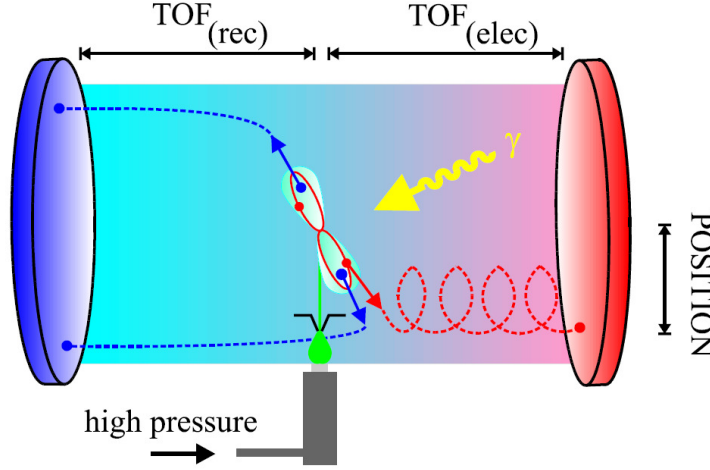 TOF(rec)
TOF(elec)
γ
POSITION
high pressure